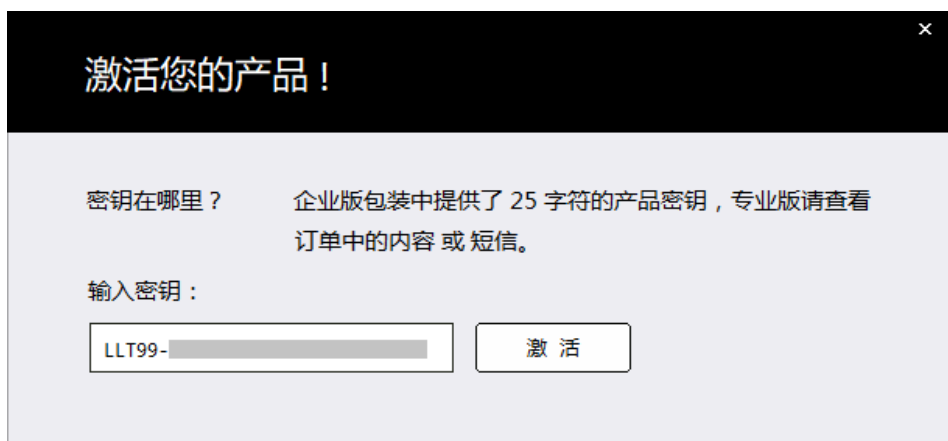 ×
激活您的产品！
密钥在哪里？ 企业版包装中提供了 25 字符的产品密钥，专业版请查看
订单中的内容 或 短信。
输入密钥：
LLT99-
激 活